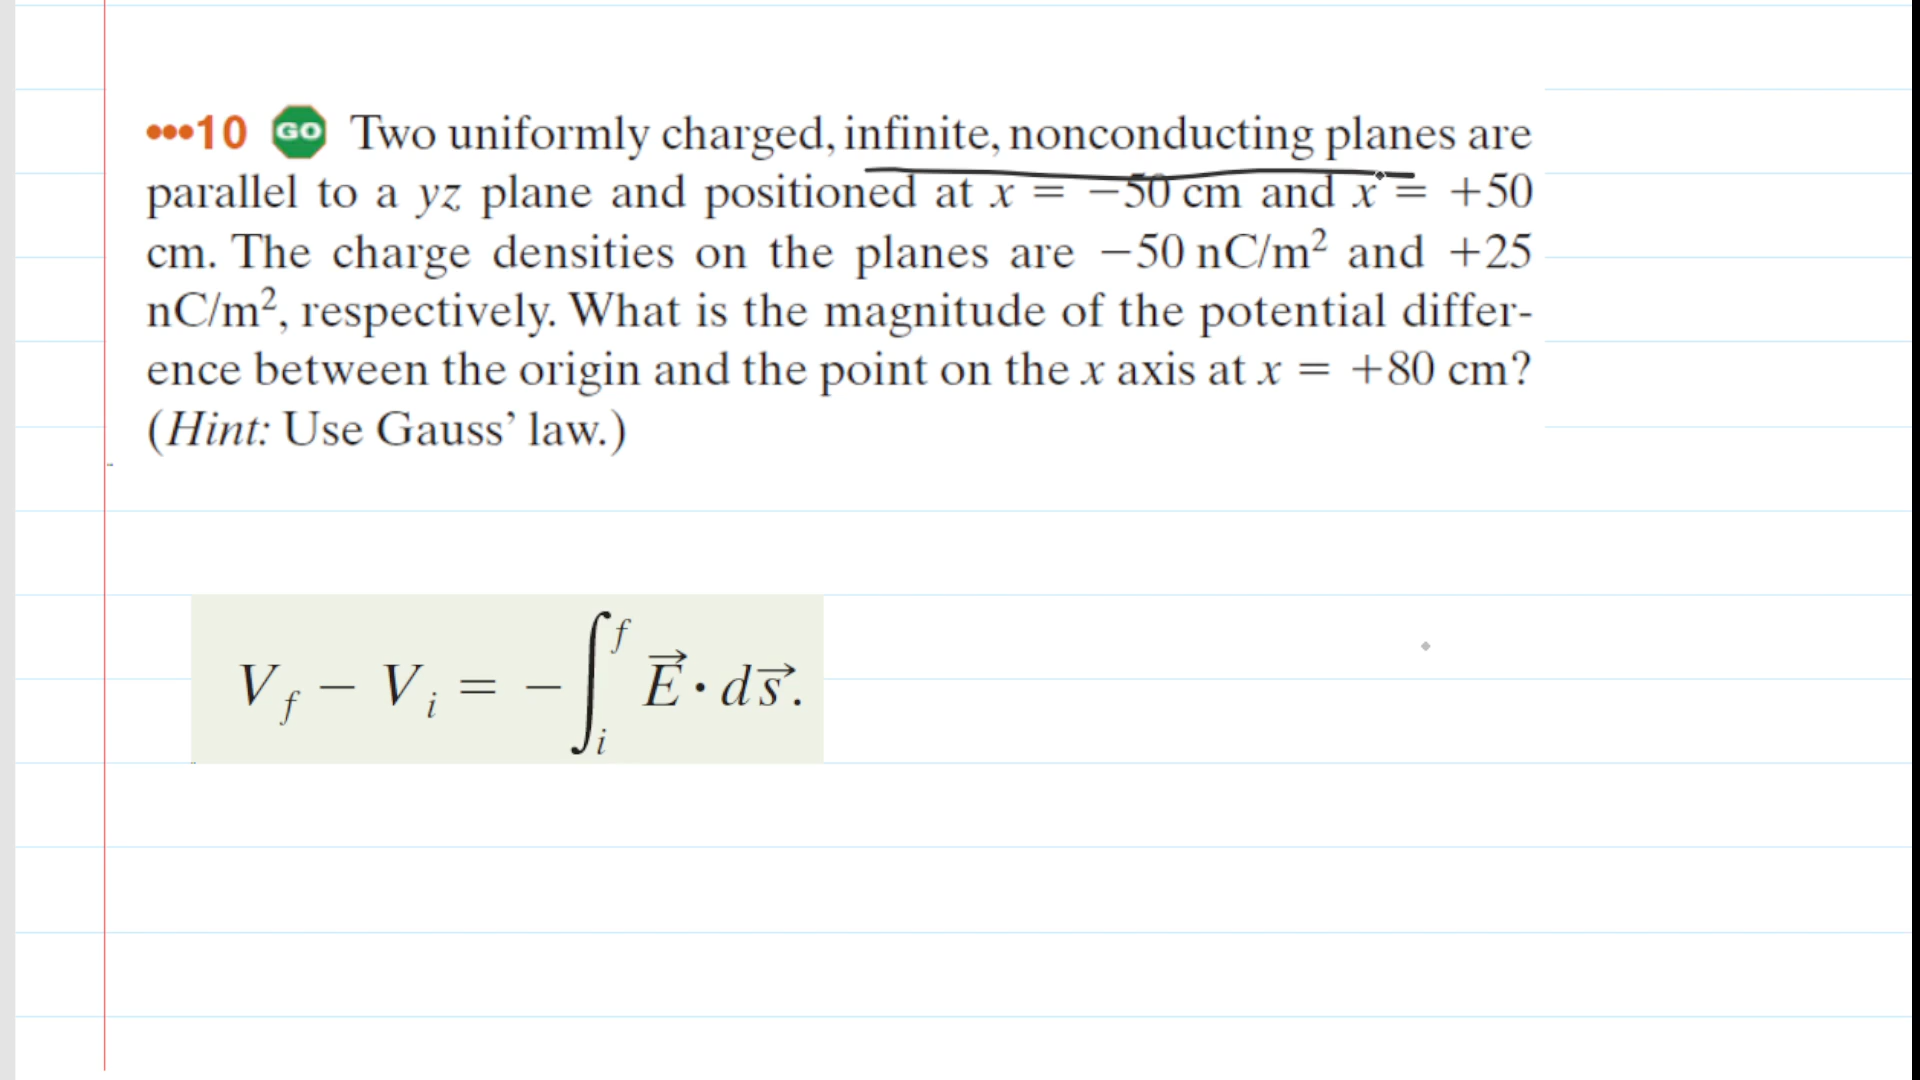 •••10 GO Two uniformly charged, infinite, nonconducting planes are
parallel to a yz plane and positioned at x = −50 cm and x = +50
cm. The charge densities on the planes are −50 nC/m² and +25
nC/m², respectively. What is the magnitude of the potential differ-
ence between the origin and the point on the x axis at x = +80 cm?
(Hint: Use Gauss’ law.)
V_f − V_i = −∫_i^f E⃗ · ds⃗.